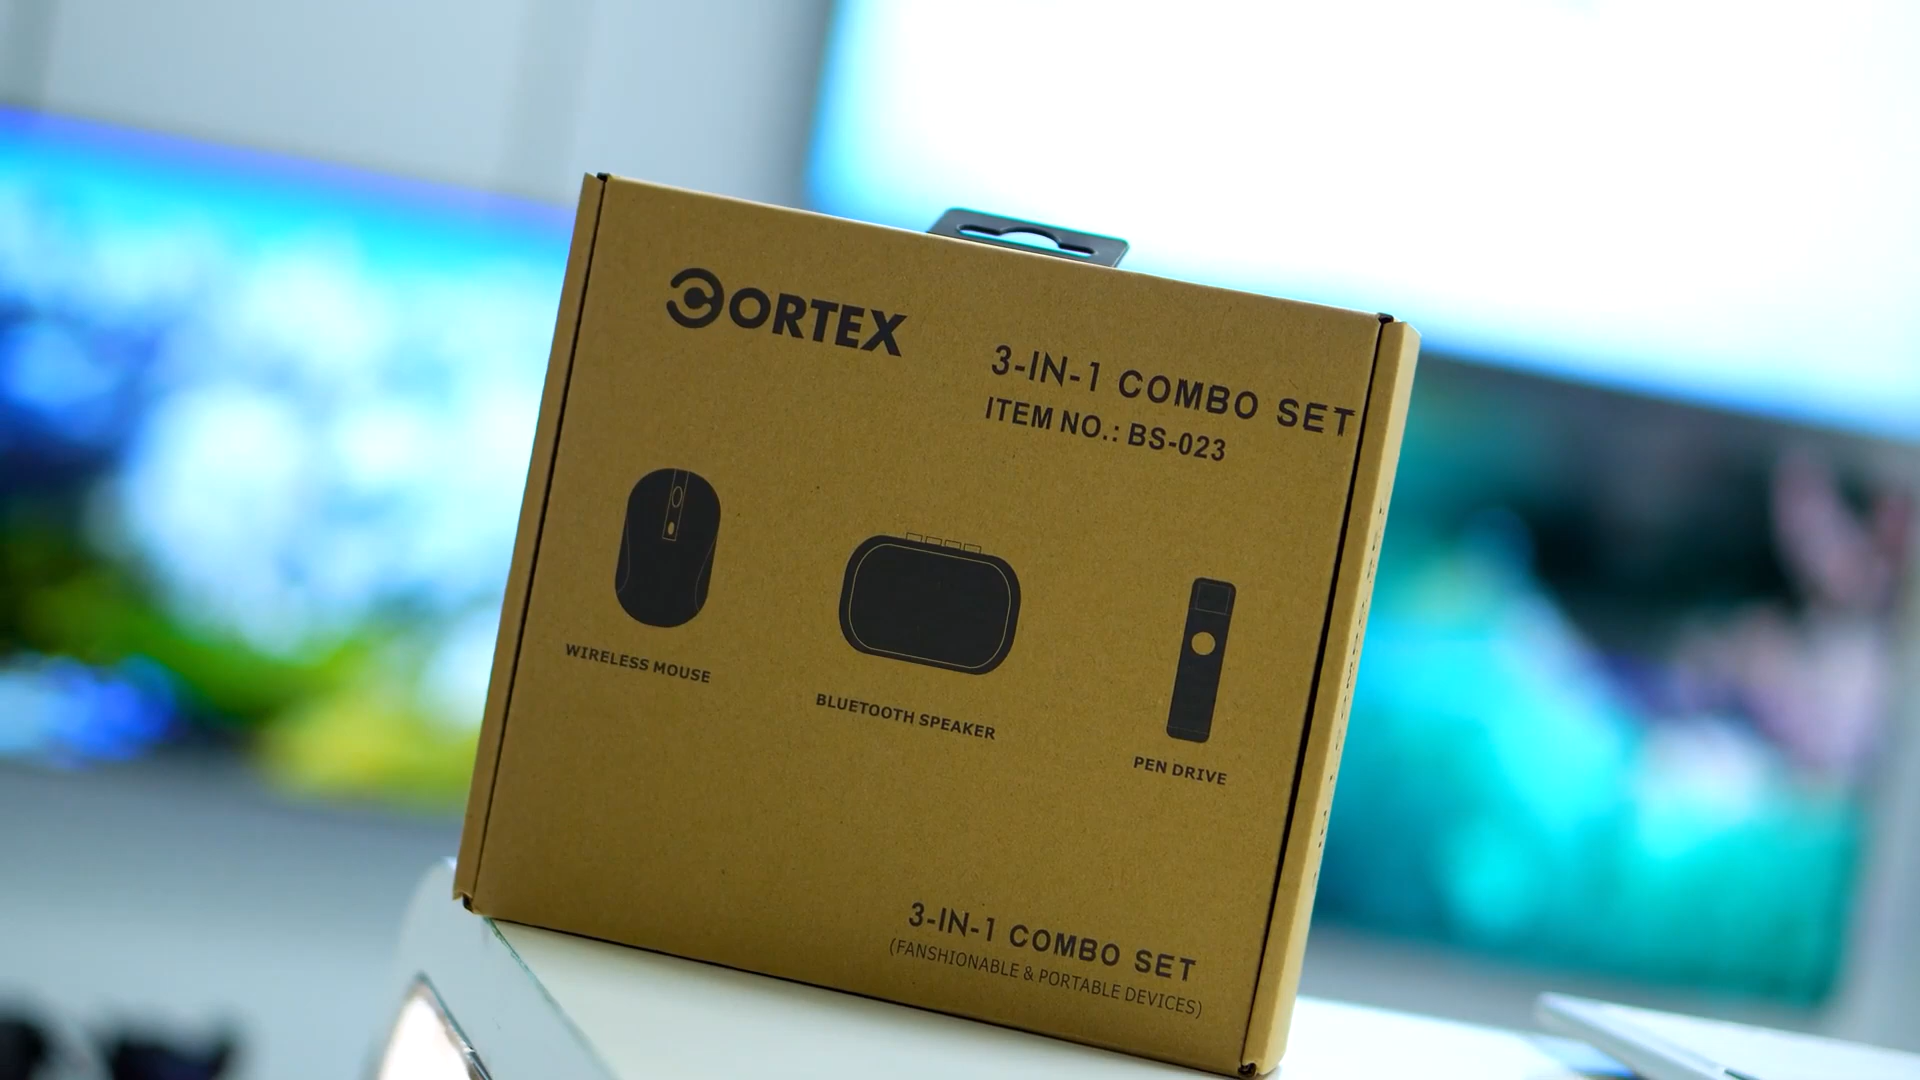 CORTEX
3-IN-1 COMBO SET
ITEM NO.: BS-023
WIRELESS MOUSE
BLUETOOTH SPEAKER
PEN DRIVE
3-IN-1 COMBO SET
(FANSHIONABLE & PORTABLE DEVICES)